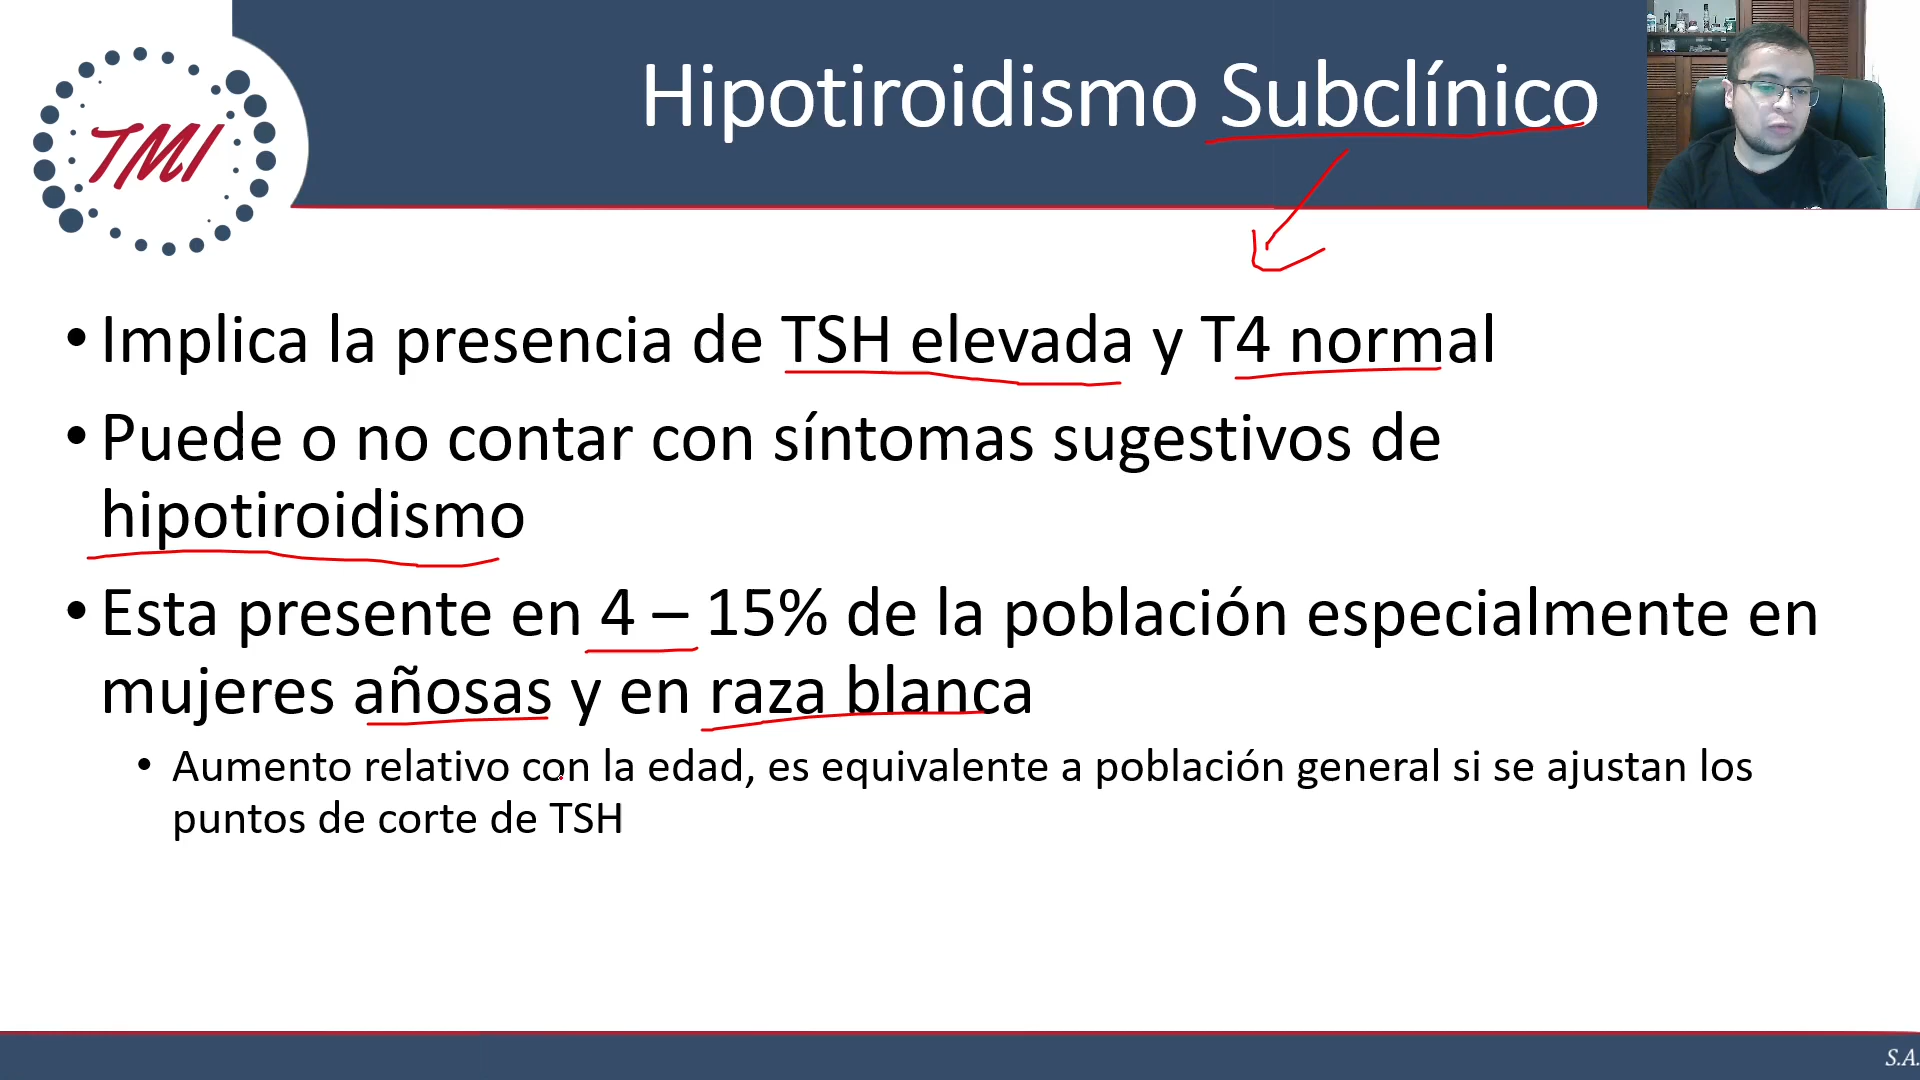 TMI
Hipotiroidismo Subclínico
• Implica la presencia de TSH elevada y T4 normal
• Puede o no contar con síntomas sugestivos de
hipotiroidismo
• Esta presente en 4 – 15% de la población especialmente en
mujeres añosas y en raza blanca
• Aumento relativo con la edad, es equivalente a población general si se ajustan los
puntos de corte de TSH
S.A.